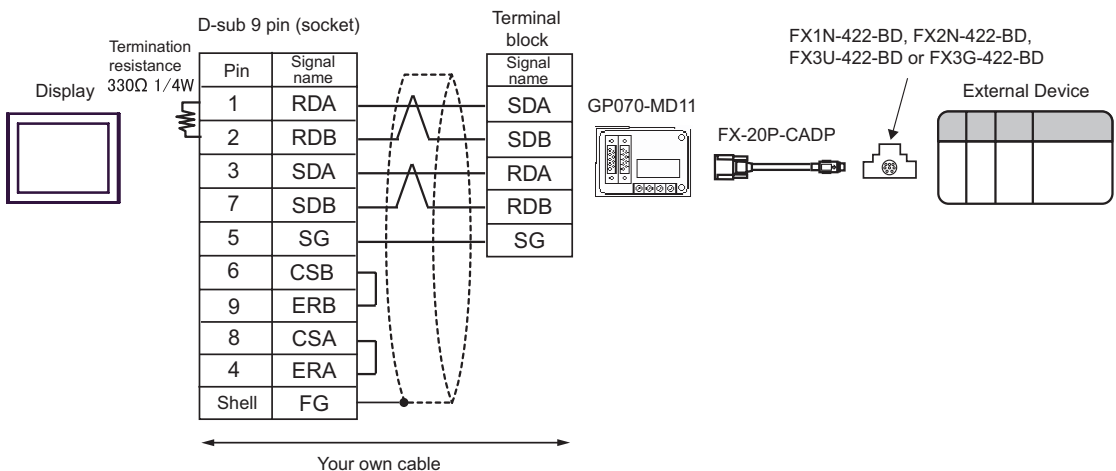 D-sub 9 pin (socket)
Terminal
block
Termination
resistance
330Ω 1/4W
Display
Pin
Signal
name
Signal
name
1
RDA
SDA
2
RDB
SDB
3
SDA
RDA
7
SDB
RDB
5
SG
SG
6
CSB
9
ERB
8
CSA
4
ERA
Shell
FG
Your own cable
GP070-MD11
FX-20P-CADP
FX1N-422-BD, FX2N-422-BD,
FX3U-422-BD or FX3G-422-BD
External Device